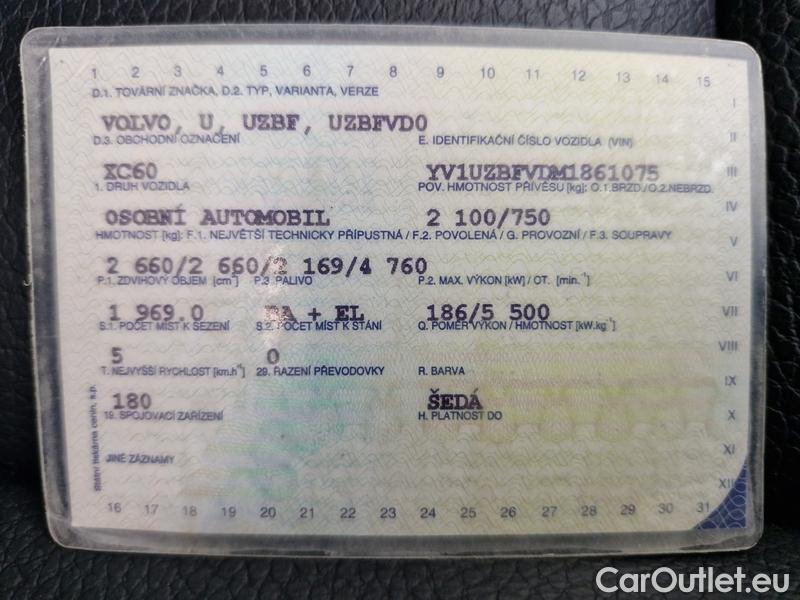 1 2 3 4 5 6 7 8 9 10 11 12 13 14 15
D.1. TOVÁRNÍ ZNAČKA, D.2. TYP, VARIANTA, VERZE
I
VOLVO, U, UZBF, UZBFVD0
D.3. OBCHODNÍ OZNAČENÍ E. IDENTIFIKAČNÍ ČÍSLO VOZIDLA (VIN)
II
XC60 YV1UZBFVDM1861075
III
1. DRUH VOZIDLA POV. HMOTNOST PŘÍVĚSU [kg]: O.1 BRZD./O.2.NEBRZD.
OSOBNÍ AUTOMOBIL 2 100/750
IV
HMOTNOST [kg]: F.1. NEJVĚTŠÍ TECHNICKY PŘÍPUSTNÁ / F.2. POVOLENÁ / G. PROVOZNÍ / F.3. SOUPRAVY
V
2 660/2 660/2 169/4 760
P.1. ZDVIHOVÝ OBJEM [cm³] P.3. PALIVO P.2. MAX. VÝKON [kW] / OT. [min.⁻¹]
VI
1 969.0 BA + EL 186/5 500
VII
S.1. POČET MÍST K SEZENÍ S.2. POČET MÍST K STÁNÍ Q. POMĚR VÝKON / HMOTNOST [kW.kg⁻¹]
5 0
VIII
T. NEJVYŠŠÍ RYCHLOST [km.h⁻¹] 29. ŘAZENÍ PŘEVODOVKY R. BARVA
IX
180 ŠEDÁ
19. SPOJOVACÍ ZAŘÍZENÍ H. PLATNOST DO
X
Státní tiskárna cenin, s.p.
JINÉ ZÁZNAMY
XI
XII
16 17 18 19 20 21 22 23 24 25 26 27 28 29 30 31
CarOutlet.eu